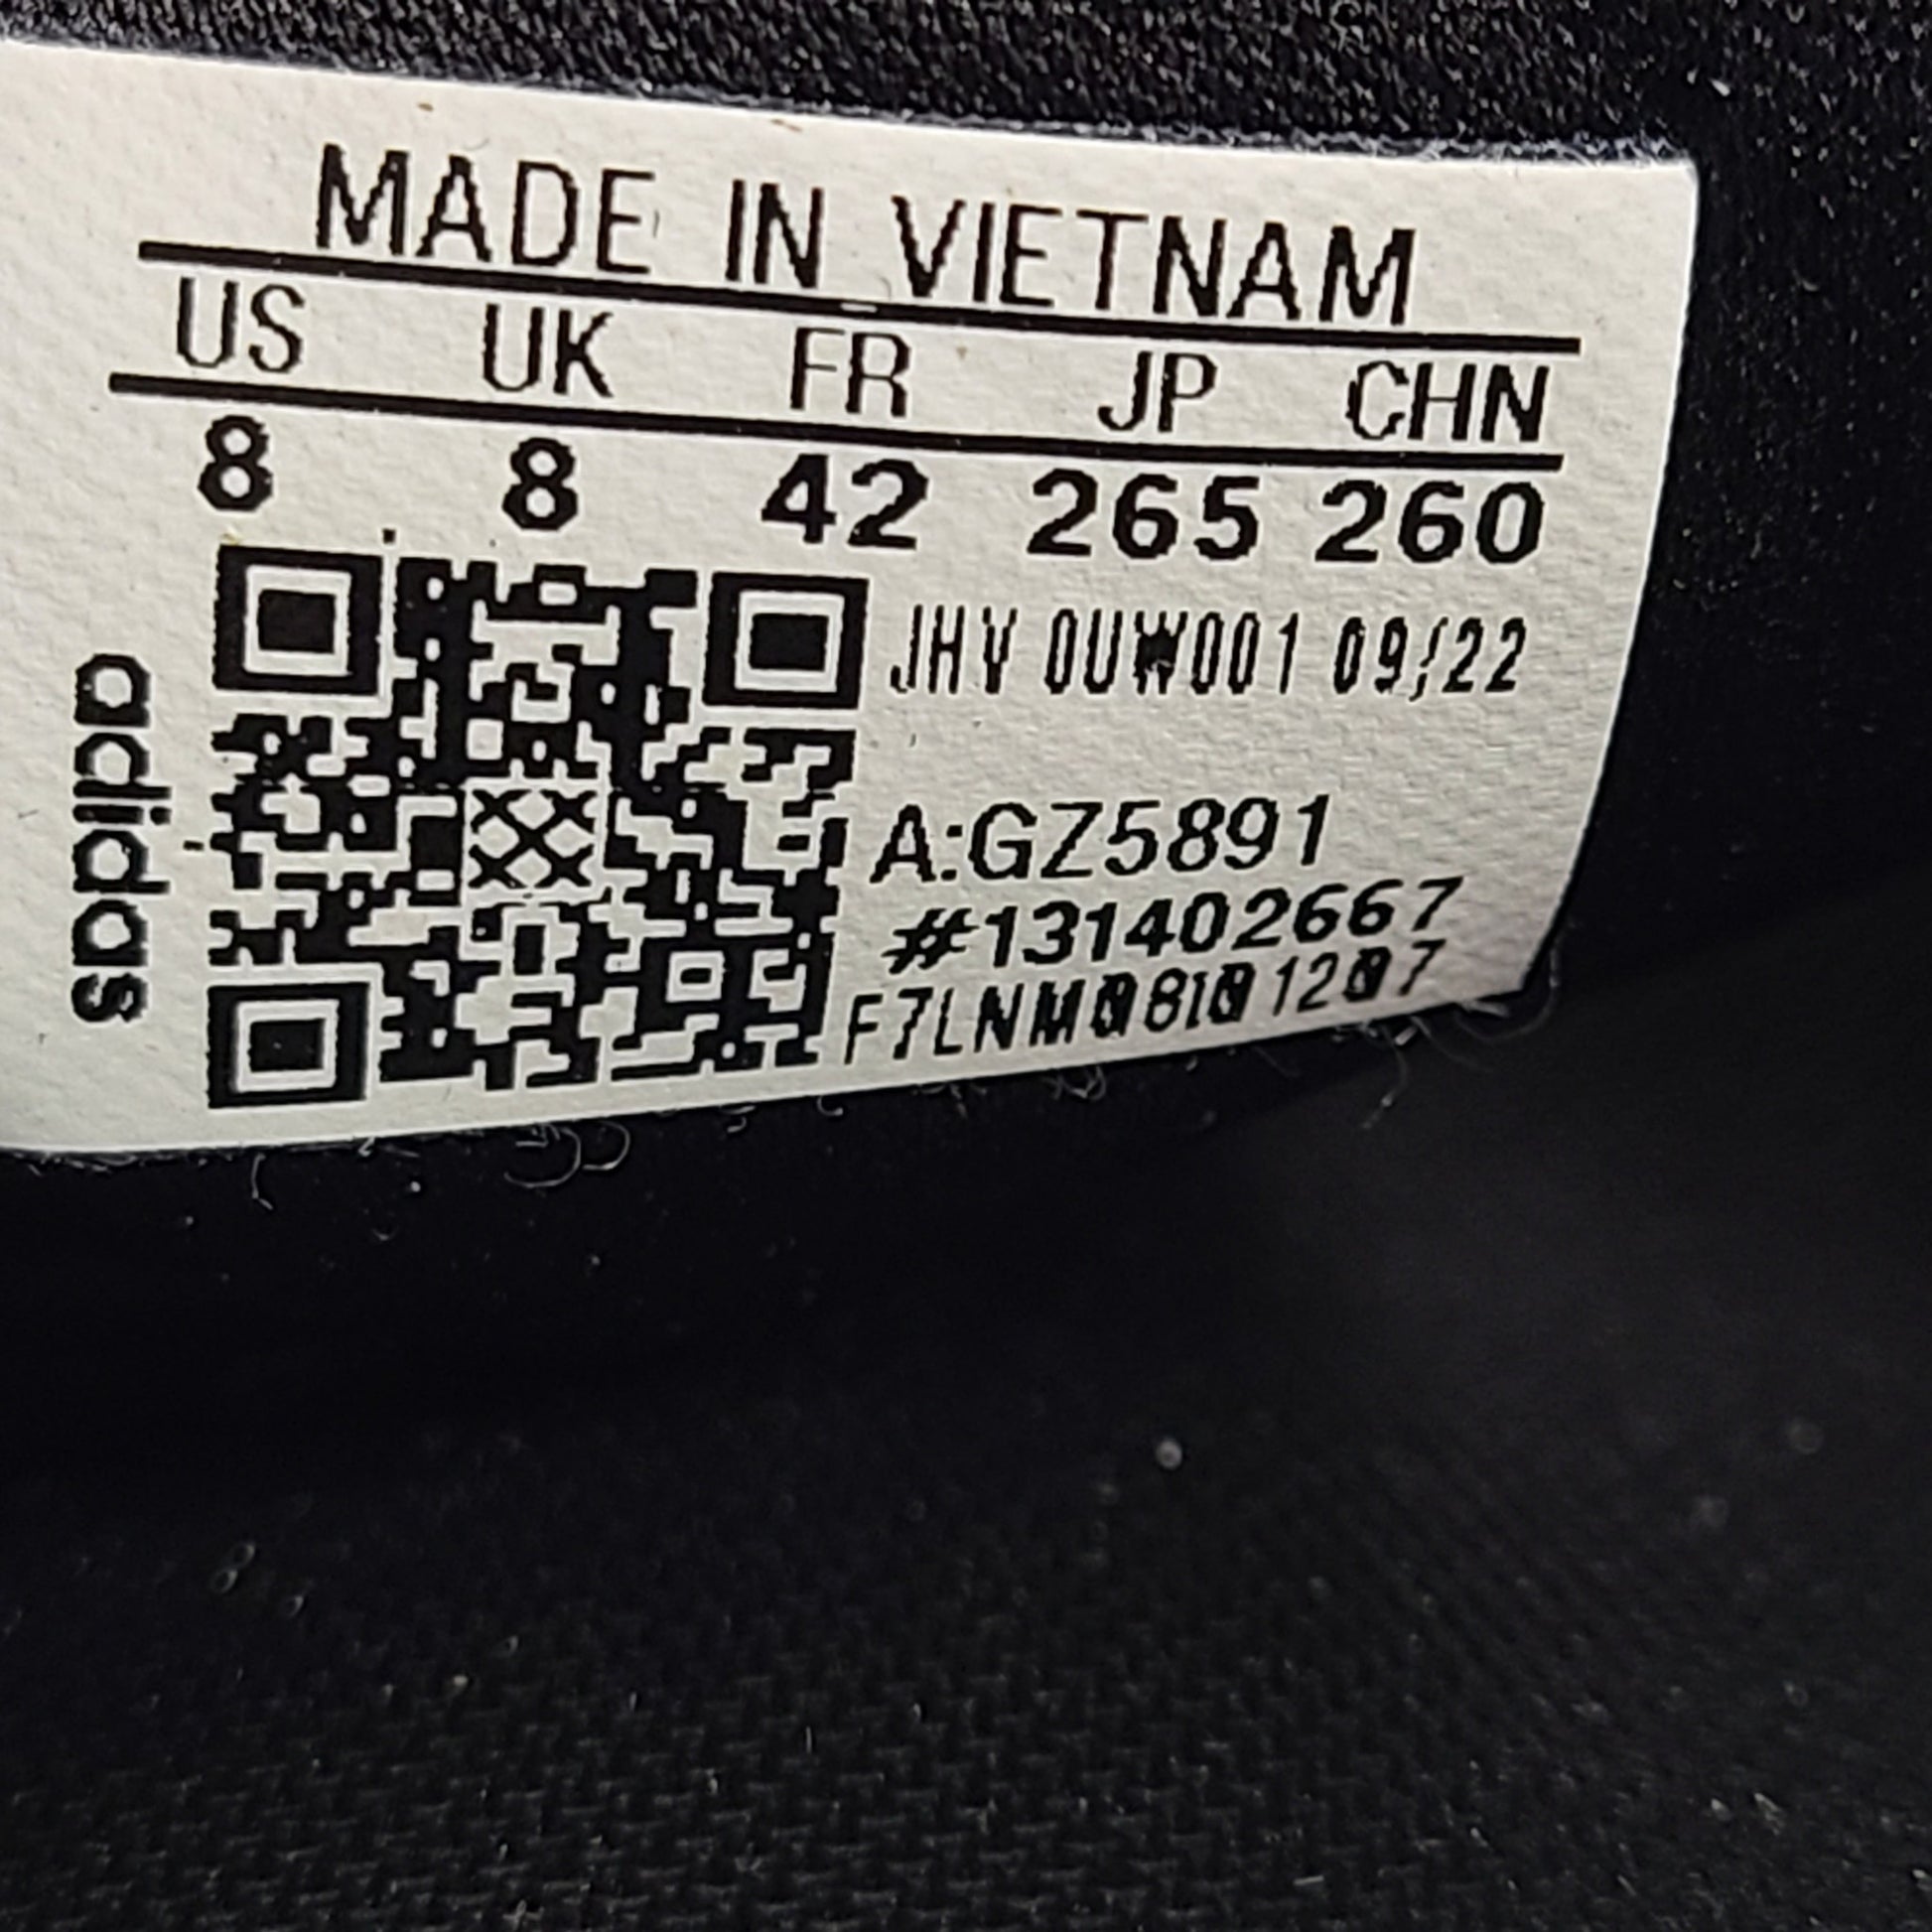 MADE IN VIETNAM
US UK FR JP CHN
8 8 42 265 260
JHV 0UW001 09/22
A:GZ5891
#131402667
F7LNM08101207
adidas